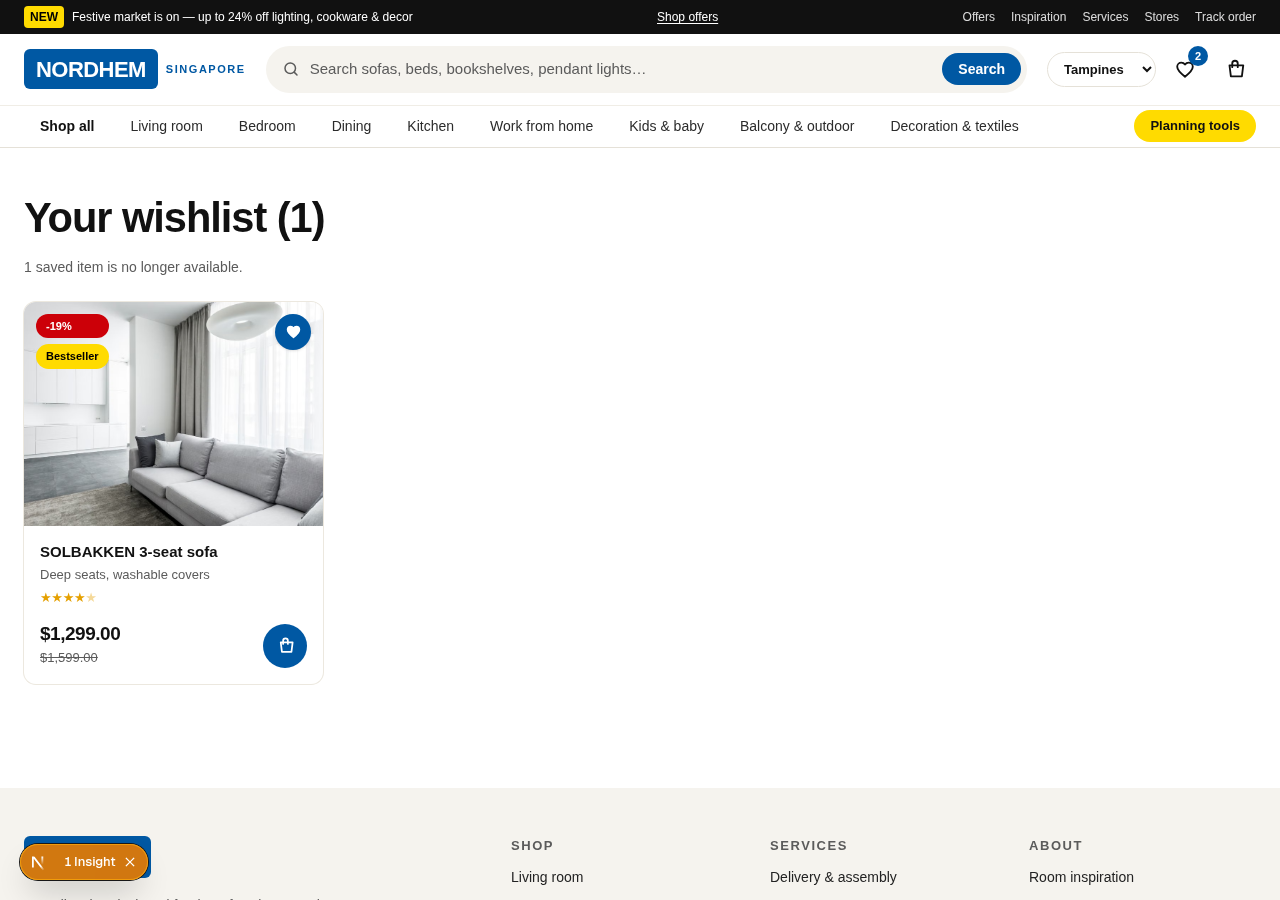 NEW Festive market is on — up to 24% off lighting, cookware & decor Shop offers Offers Inspiration Services Stores Track order
NORDHEM SINGAPORE Search sofas, beds, bookshelves, pendant lights… Search Tampines 2
Shop all Living room Bedroom Dining Kitchen Work from home Kids & baby Balcony & outdoor Decoration & textiles Planning tools
Your wishlist (1)
1 saved item is no longer available.
-19%
Bestseller
SOLBAKKEN 3-seat sofa
Deep seats, washable covers
★★★★★
$1,299.00
$1,599.00
SHOP SERVICES ABOUT
1 Insight
Living room Delivery & assembly Room inspiration